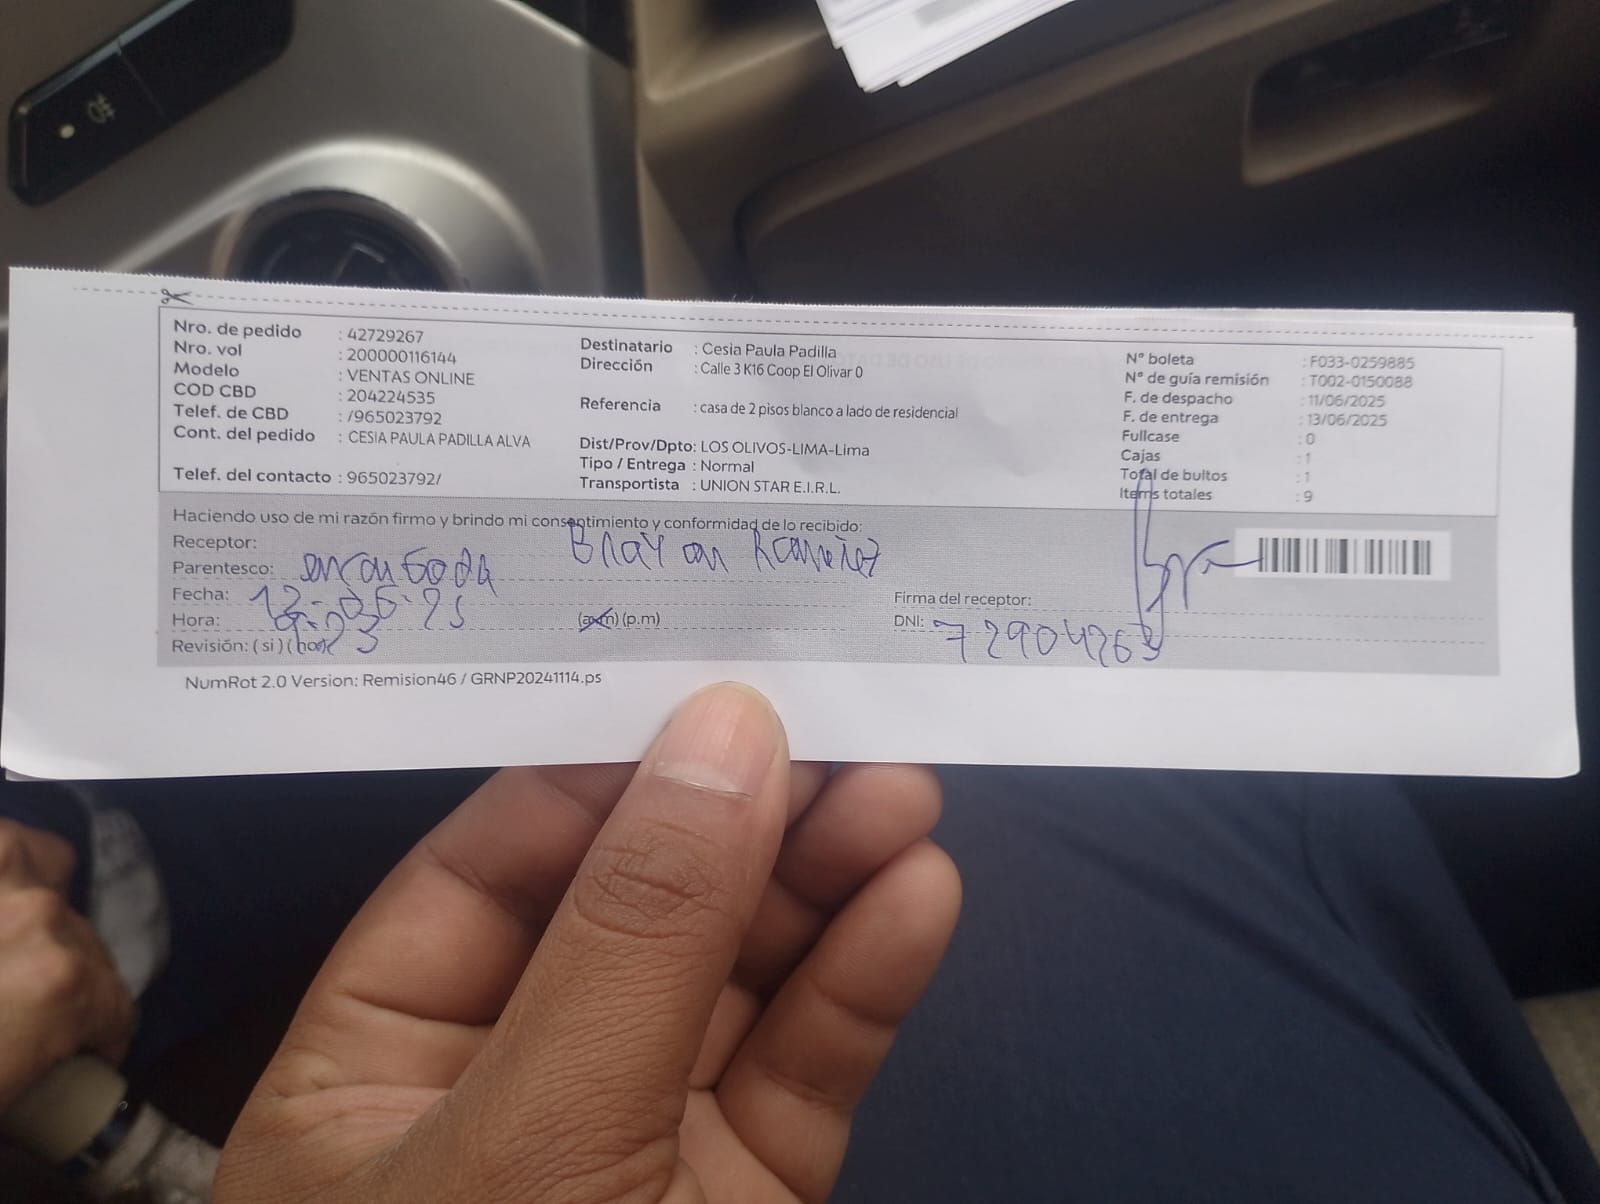 Nro. de pedido : 42729267
Nro. vol : 200000116144
Modelo : VENTAS ONLINE
COD CBD : 204224535
Telef. de CBD : /965023792
Cont. del pedido : CESIA PAULA PADILLA ALVA
Telef. del contacto : 965023792/
Destinatario : Cesia Paula Padilla
Dirección : Calle 3 K16 Coop El Olivar 0
Referencia : casa de 2 pisos blanco a lado de residencial
Dist/Prov/Dpto: LOS OLIVOS-LIMA-Lima
Tipo / Entrega : Normal
Transportista : UNION STAR E.I.R.L.
N° boleta : F033-0259885
N° de guía remisión : T002-0150088
F. de despacho : 11/06/2025
F. de entrega : 13/06/2025
Fullcase : 0
Cajas : 1
Total de bultos : 1
Items totales : 9
Haciendo uso de mi razón firmo y brindo mi consentimiento y conformidad de lo recibido:
Receptor: Brayan Ramirez
Parentesco:
Fecha:
Hora: (a.m) (p.m)
Revisión: ( si ) (
Firma del receptor:
DNI:
NumRot 2.0 Version: Remision46 / GRNP20241114.ps